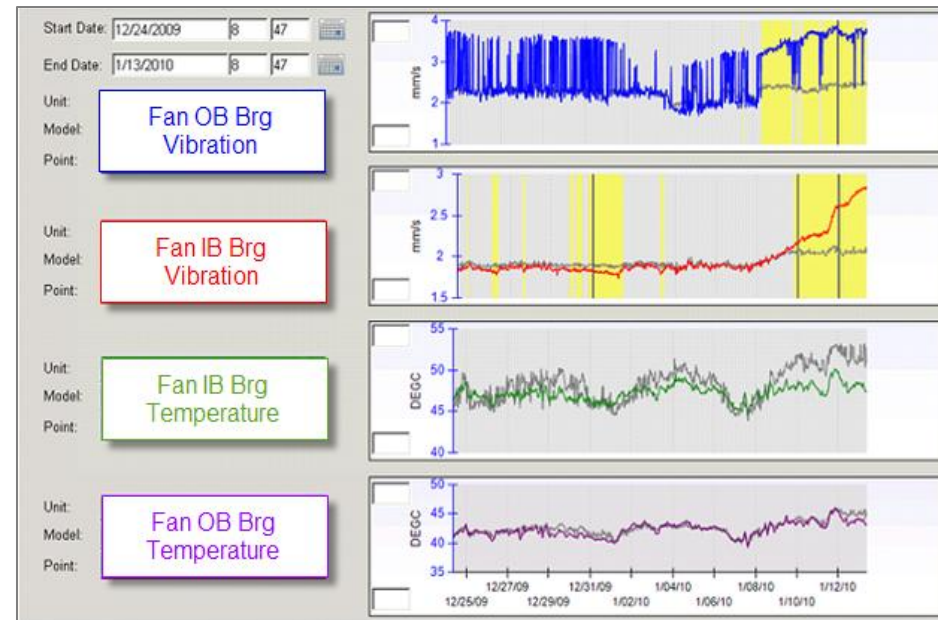 Start Date: 12/24/2009 8 47
End Date: 1/13/2010 8 47
Unit:
Model:
Point:
Fan OB Brg
Vibration
4
3
2
1
mm/s
Unit:
Model:
Point:
Fan IB Brg
Vibration
3
2.5
2
1.5
mm/s
Unit:
Model:
Point:
Fan IB Brg
Temperature
55
50
45
40
DEGC
Unit:
Model:
Point:
Fan OB Brg
Temperature
50
45
40
35
DEGC
12/27/09 12/31/09 1/04/10 1/08/10 1/12/10
12/25/09 12/29/09 1/02/10 1/06/10 1/10/10